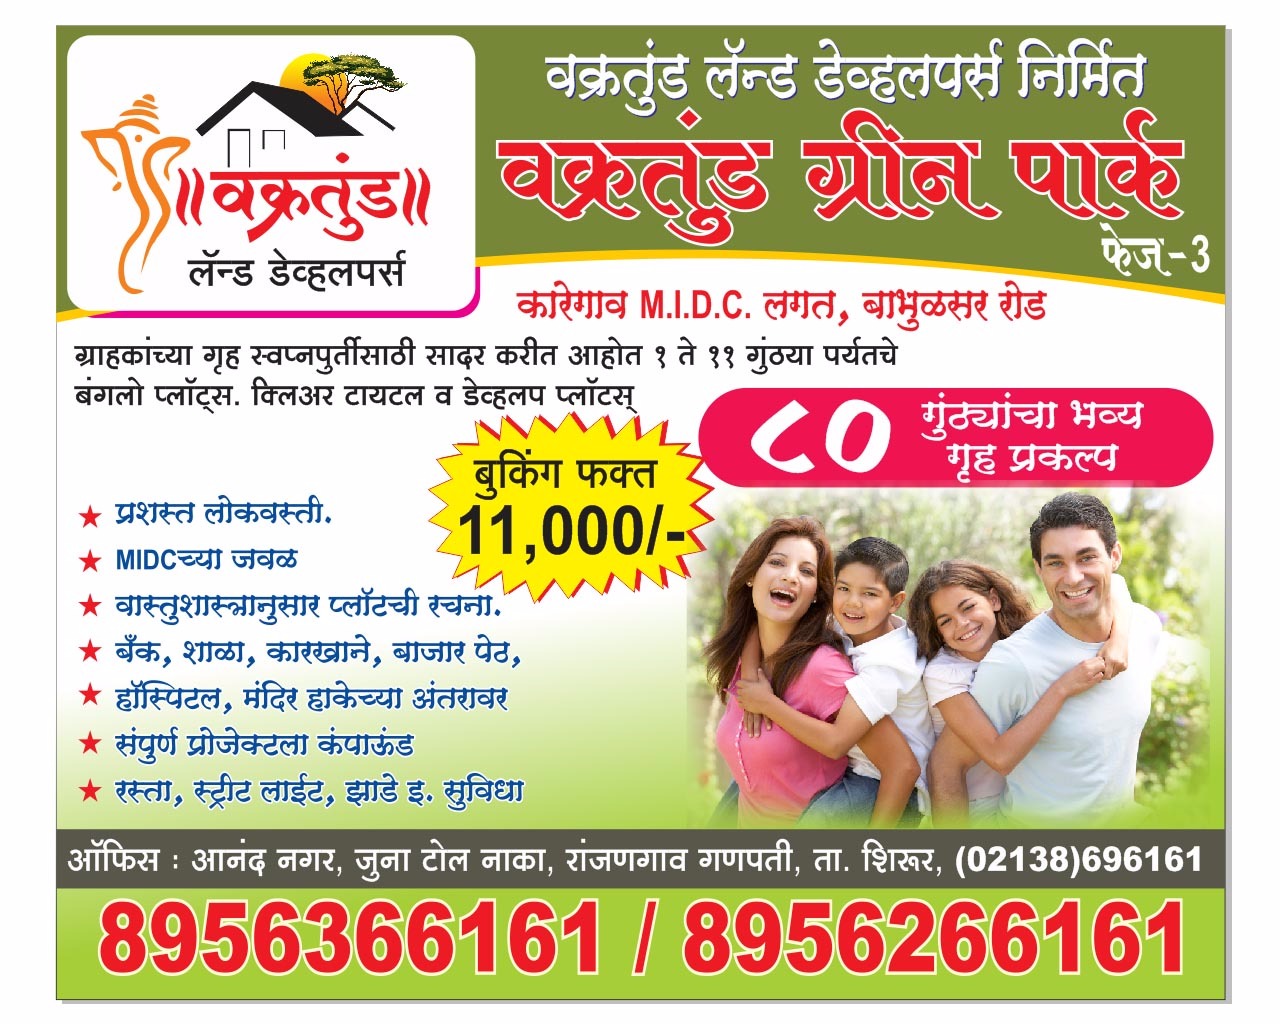 ॥वक्रतुंड॥
लॅन्ड डेव्हलपर्स
वक्रतुंड लॅन्ड डेव्हलपर्स निर्मित
वक्रतुंड ग्रीन पार्क
फेज-3
कारेगाव M.I.D.C. लगत, बाभुळसर रोड
ग्राहकांच्या गृह स्वप्नपुर्तीसाठी सादर करीत आहोत १ ते ११ गुंठया पर्यतचे
बंगलो प्लॉट्स. क्लिअर टायटल व डेव्हलप प्लॉटस्
८० गुंठ्यांचा भव्य
गृह प्रकल्प
बुकिंग फक्त
11,000/-
★ प्रशस्त लोकवस्ती.
★ MIDCच्या जवळ
★ वास्तुशास्त्रानुसार प्लॉटची रचना.
★ बँक, शाळा, कारखाने, बाजार पेठ,
★ हॉस्पिटल, मंदिर हाकेच्या अंतरावर
★ संपुर्ण प्रोजेक्टला कंपाऊंड
★ रस्ता, स्ट्रीट लाईट, झाडे इ. सुविधा
ऑफिस : आनंद नगर, जुना टोल नाका, रांजणगाव गणपती, ता. शिरूर, (02138)696161
8956366161 / 8956266161